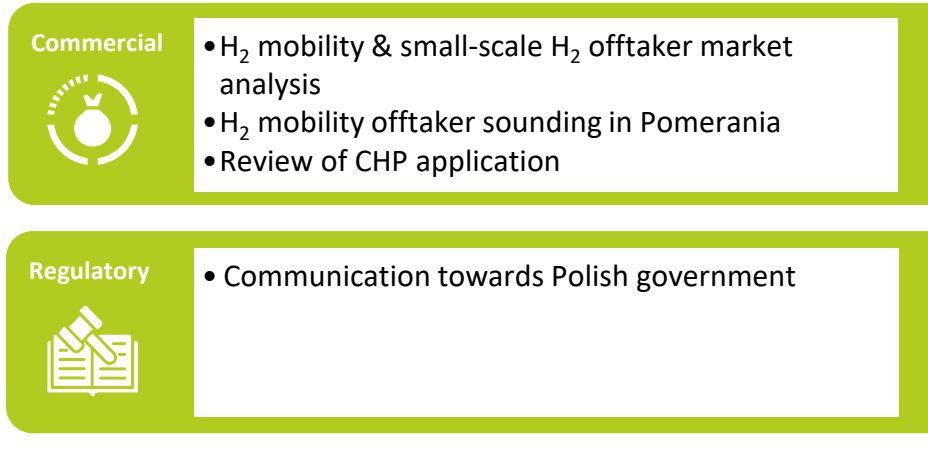 Commercial
•H₂ mobility & small-scale H₂ offtaker market
analysis
•H₂ mobility offtaker sounding in Pomerania
•Review of CHP application
Regulatory
• Communication towards Polish government